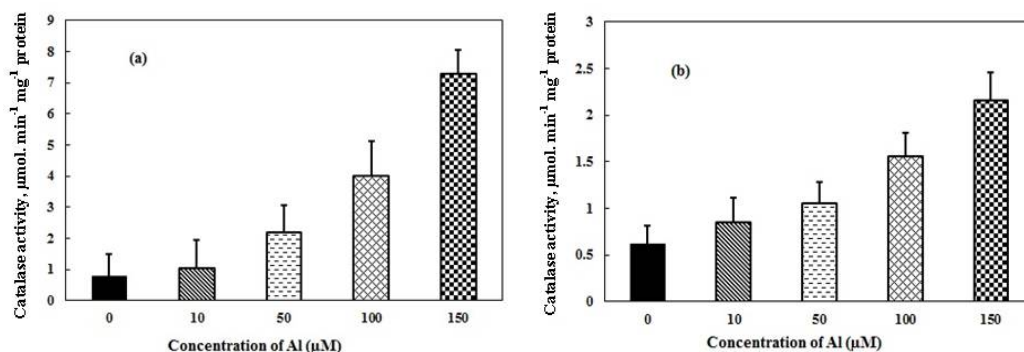 Catalase activity, µmol. min⁻¹ mg⁻¹ protein
9
8
7
6
5
4
3
2
1
0
(a)
0 10 50 100 150
Concentration of Al (µM)
Catalase activity, µmol. min⁻¹ mg⁻¹ protein
3
2.5
2
1.5
1
0.5
0
(b)
0 10 50 100 150
Concentration of Al (µM)